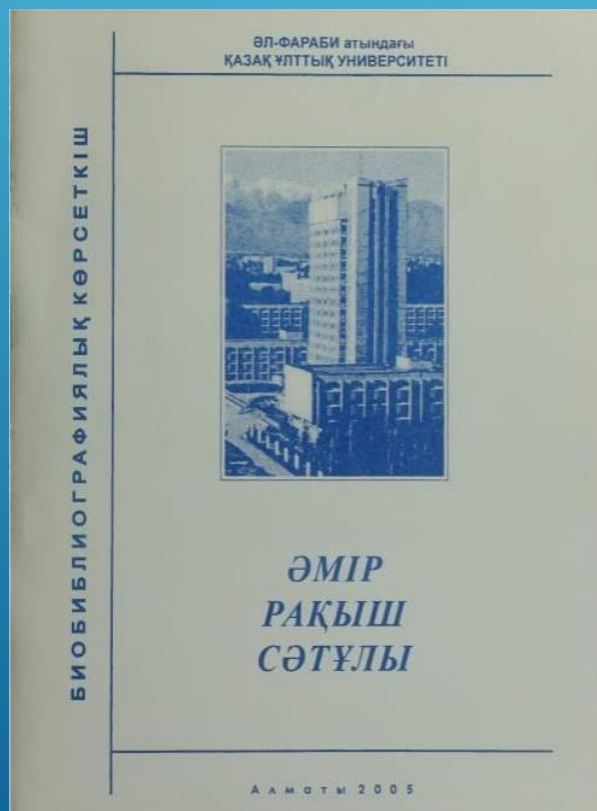 ӘЛ-ФАРАБИ атындағы
ҚАЗАҚ ҰЛТТЫҚ УНИВЕРСИТЕТІ
БИОБИБЛИОГРАФИЯЛЫҚ КӨРСЕТКІШ
ӘМІР
РАҚЫШ
СӘТҰЛЫ
Алматы 2005